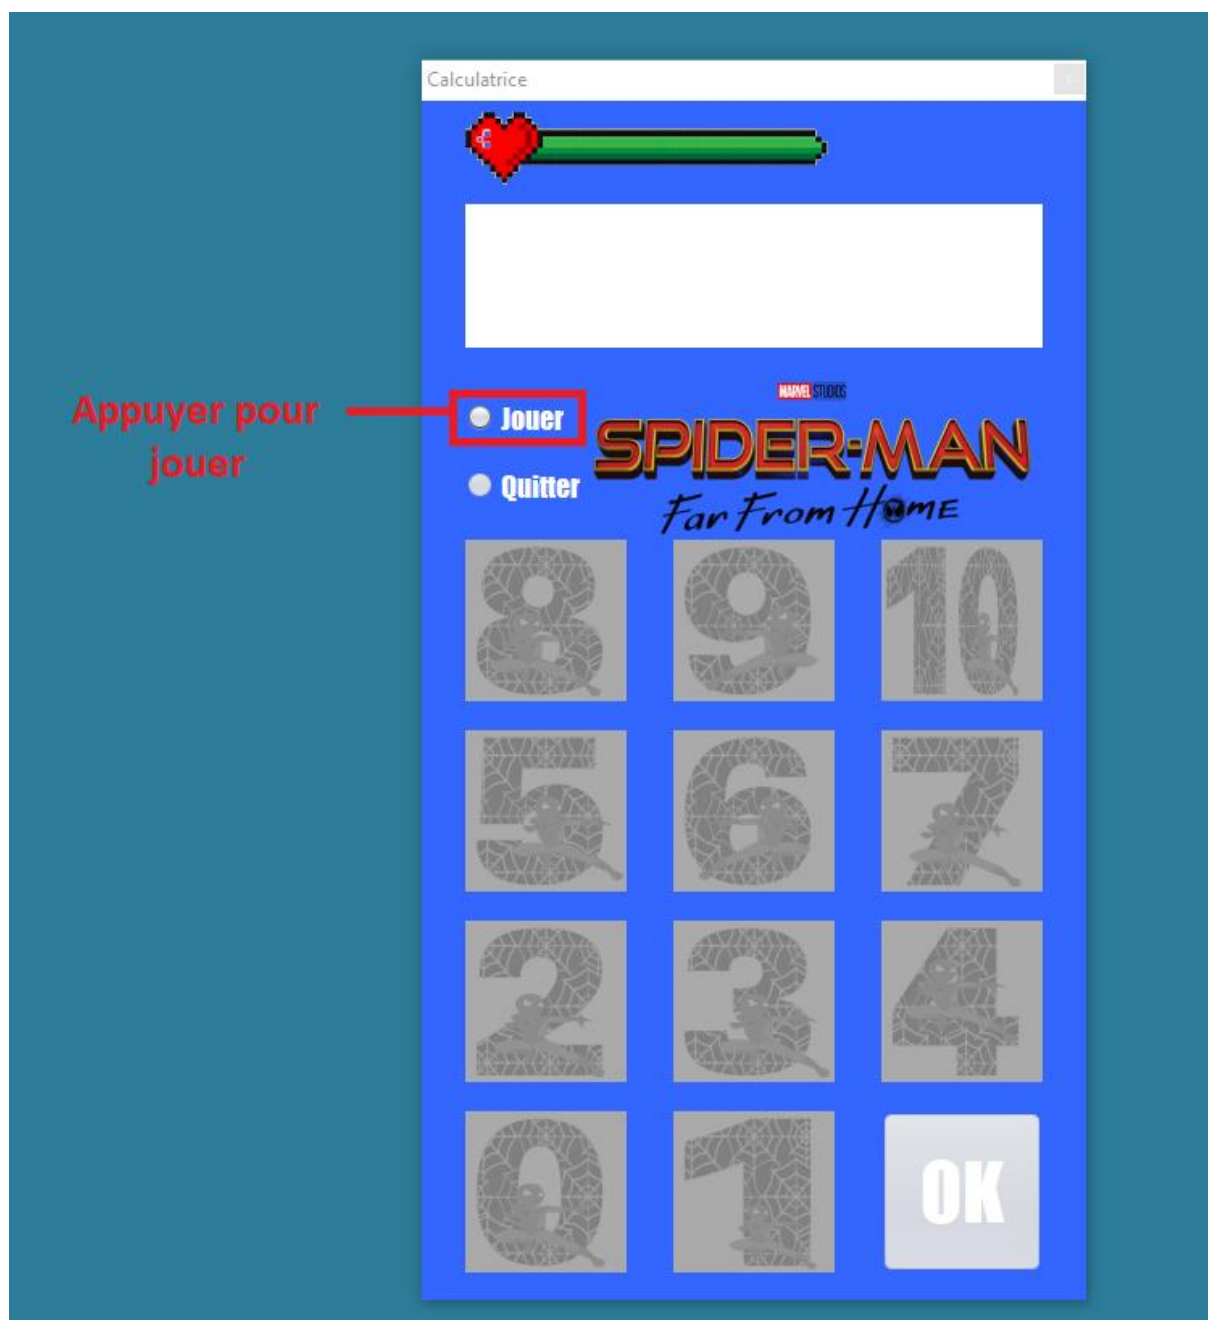 Calculatrice
MARVEL STUDIOS
Appuyer pour
jouer
Jouer
SPIDER-MAN
Quitter
Far From Home
8 9 10
5 6 7
2 3 4
0 1 OK